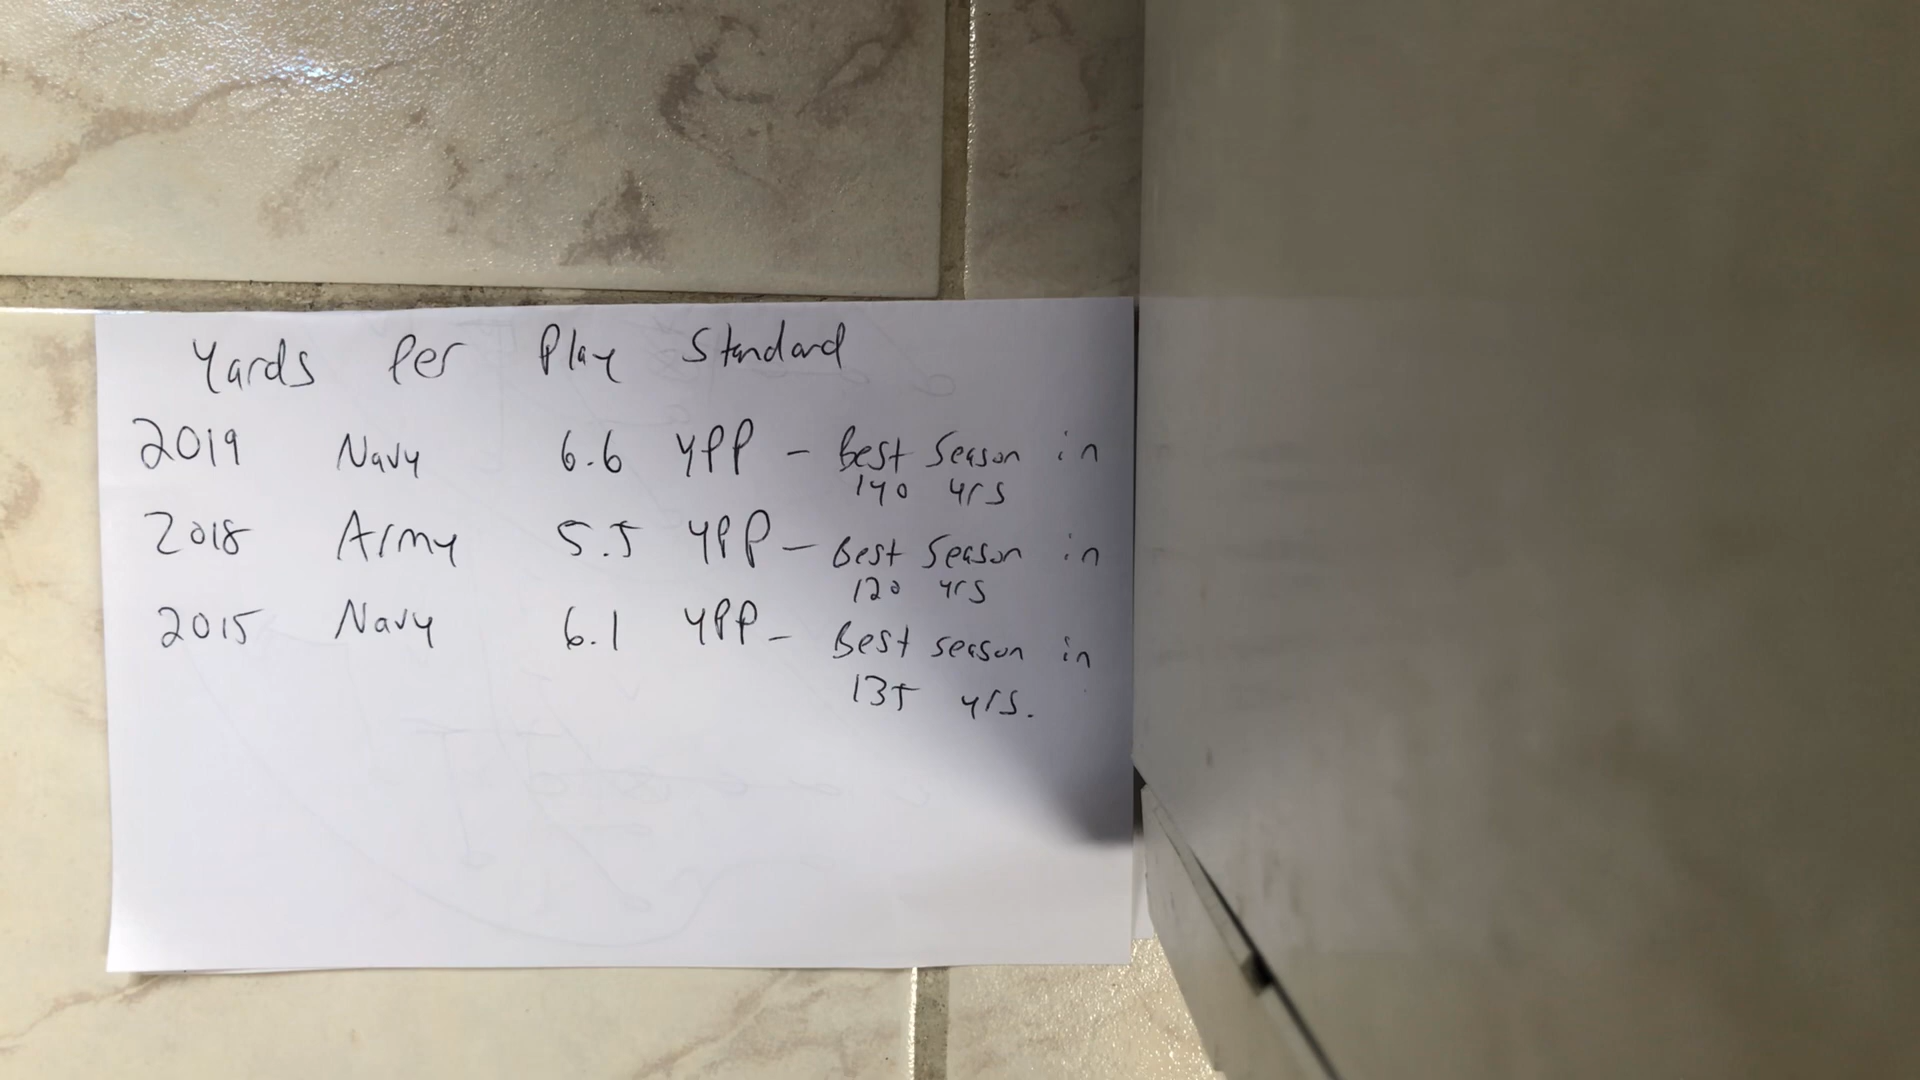 Yards Per Play Standard
2019 Navy 6.6 YPP - Best Season in
140 yrs
2018 Army 5.5 YPP - Best Season in
120 yrs
2015 Navy 6.1 YPP - Best season in
135 yrs.